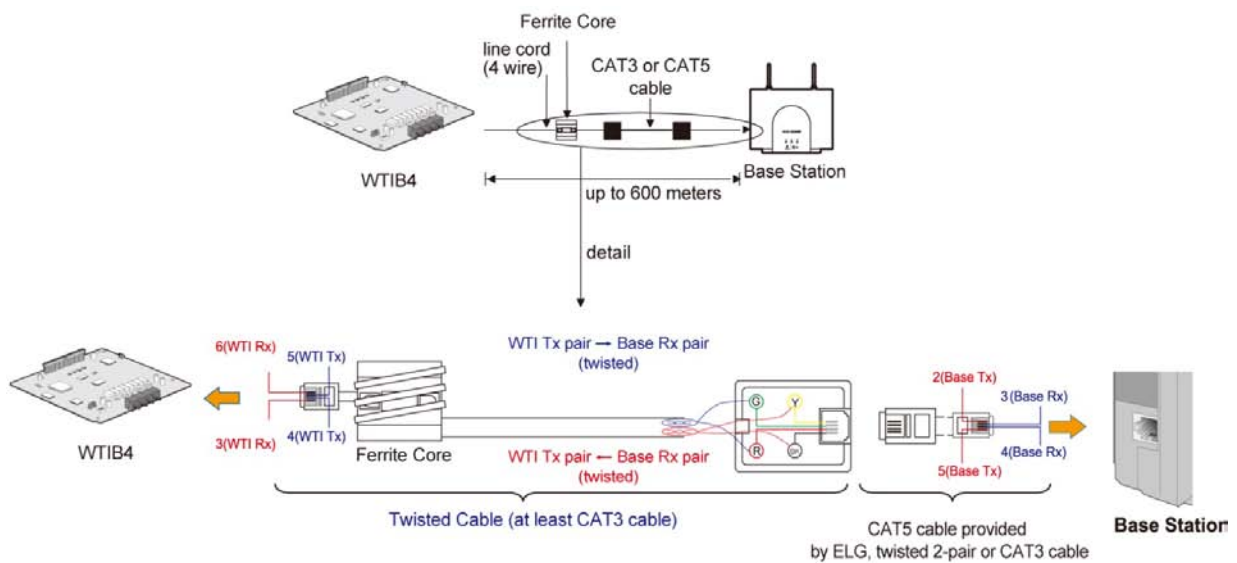 Ferrite Core
line cord
(4 wire)
CAT3 or CAT5
cable
WTIB4
Base Station
up to 600 meters
detail
WTI Tx pair → Base Rx pair
(twisted)
6(WTI Rx)
5(WTI Tx)
3(WTI Rx)
4(WTI Tx)
WTIB4
Ferrite Core
G
Y
R
WTI Tx pair ← Base Rx pair
(twisted)
2(Base Tx)
3(Base Rx)
4(Base Rx)
5(Base Tx)
Twisted Cable (at least CAT3 cable)
CAT5 cable provided
by ELG, twisted 2-pair or CAT3 cable
Base Station